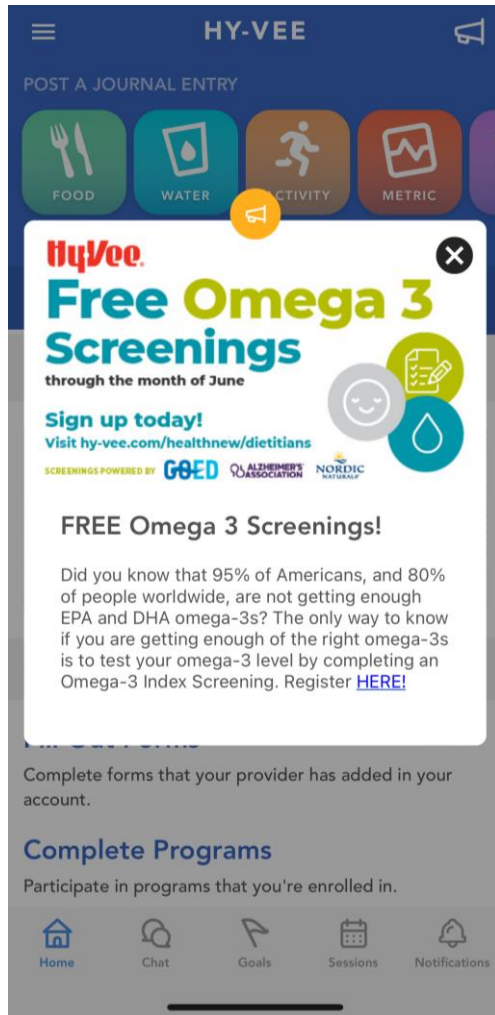 HY-VEE
POST A JOURNAL ENTRY
FOOD
WATER
ACTIVITY
METRIC
HyVee.
Free Omega 3
Screenings
through the month of June
Sign up today!
Visit hy-vee.com/healthnew/dietitians
SCREENINGS POWERED BY GOED ALZHEIMER'S ASSOCIATION NORDIC NATURALS
FREE Omega 3 Screenings!
Did you know that 95% of Americans, and 80%
of people worldwide, are not getting enough
EPA and DHA omega-3s? The only way to know
if you are getting enough of the right omega-3s
is to test your omega-3 level by completing an
Omega-3 Index Screening. Register HERE!
Complete forms that your provider has added in your
account.
Complete Programs
Participate in programs that you're enrolled in.
Home
Chat
Goals
Sessions
Notifications